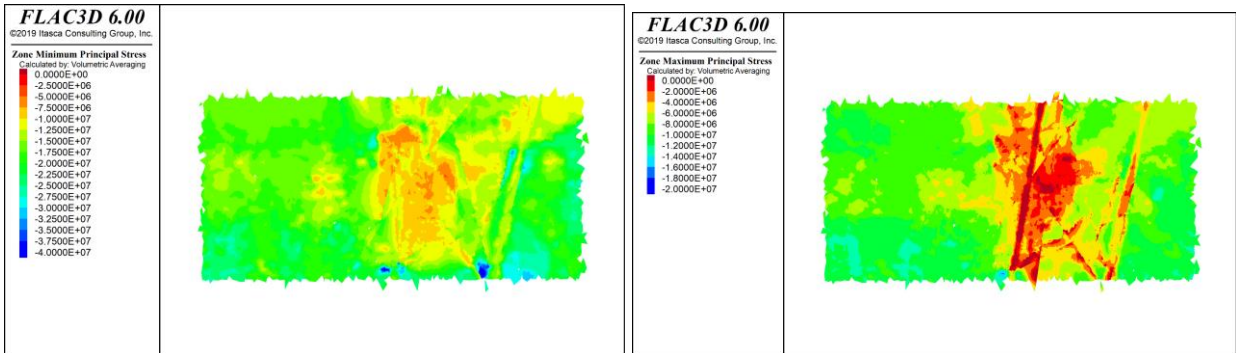 FLAC3D 6.00
©2019 Itasca Consulting Group, Inc.
Zone Minimum Principal Stress
Calculated by: Volumetric Averaging
0.0000E+00
-2.5000E+06
-5.0000E+06
-7.5000E+06
-1.0000E+07
-1.2500E+07
-1.5000E+07
-1.7500E+07
-2.0000E+07
-2.2500E+07
-2.5000E+07
-2.7500E+07
-3.0000E+07
-3.2500E+07
-3.5000E+07
-3.7500E+07
-4.0000E+07
FLAC3D 6.00
©2019 Itasca Consulting Group, Inc.
Zone Maximum Principal Stress
Calculated by: Volumetric Averaging
0.0000E+00
-2.0000E+06
-4.0000E+06
-6.0000E+06
-8.0000E+06
-1.0000E+07
-1.2000E+07
-1.4000E+07
-1.6000E+07
-1.8000E+07
-2.0000E+07